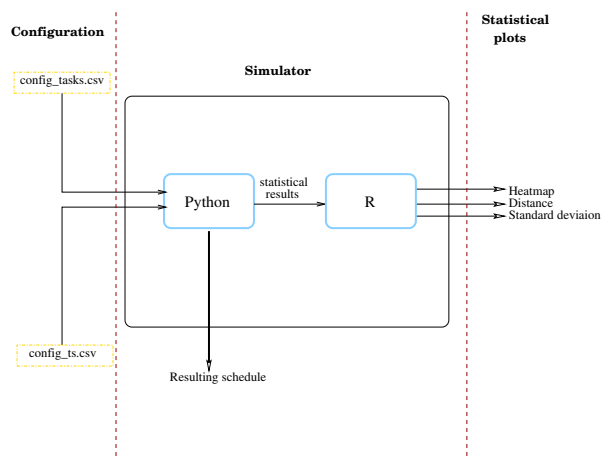 Configuration
Statistical
plots
config_tasks.csv
Simulator
Python
statistical
results
R
Heatmap
Distance
Standard deviaion
config_ts.csv
Resulting schedule